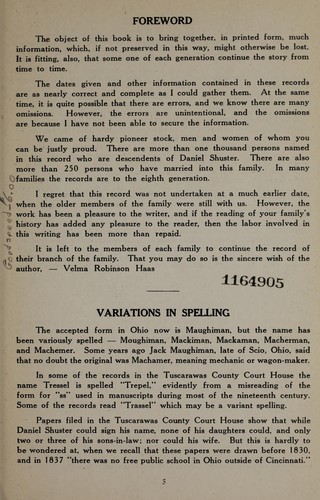 FOREWORD
The object of this book is to bring together, in printed form, much
information, which, if not preserved in this way, might otherwise be lost.
It is fitting, also, that some one of each generation continue the story from
time to time.
The dates given and other information contained in these records
are as nearly correct and complete as I could gather them. At the same
time, it is quite possible that there are errors, and we know there are many
omissions. However, the errors are unintentional, and the omissions
are because I have not been able to secure the information.
We came of hardy pioneer stock, men and women of whom you
can be justly proud. There are more than one thousand persons named
in this record who are descendents of Daniel Shuster. There are also
more than 250 persons who have married into this family. In many
families the records are to the eighth generation.
I regret that this record was not undertaken at a much earlier date,
when the older members of the family were still with us. However, the
work has been a pleasure to the writer, and if the reading of your family's
history has added any pleasure to the reader, then the labor involved in
this writing has been more than repaid.
It is left to the members of each family to continue the record of
their branch of the family. That you may do so is the sincere wish of the
author, — Velma Robinson Haas
1164905
VARIATIONS IN SPELLING
The accepted form in Ohio now is Maughiman, but the name has
been variously spelled — Moughiman, Mackiman, Mackaman, Macherman,
and Machemer. Some years ago Jack Maughiman, late of Scio, Ohio, said
that no doubt the original was Machamer, meaning mechanic or wagon-maker.
In some of the records in the Tuscarawas County Court House the
name Tressel is spelled "Trepel," evidently from a misreading of the
form for "ss" used in manuscripts during most of the nineteenth century.
Some of the records read "Trassel" which may be a variant spelling.
Papers filed in the Tuscarawas County Court House show that while
Daniel Shuster could sign his name, none of his daughters could, and only
two or three of his sons-in-law; nor could his wife. But this is hardly to
be wondered at, when we recall that these papers were drawn before 1830,
and in 1837 "there was no free public school in Ohio outside of Cincinnati."
5